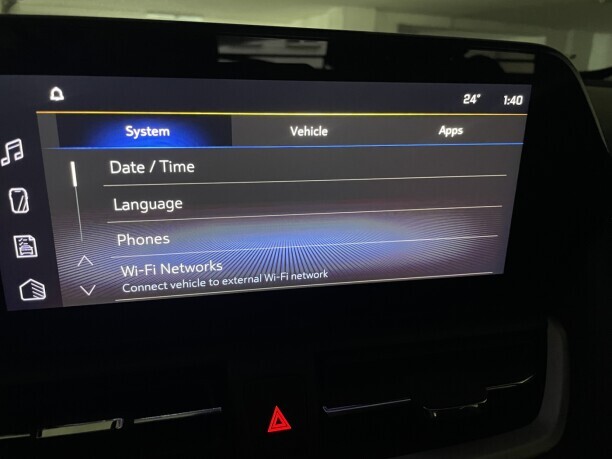 24° 1:40
System Vehicle Apps
Date / Time
Language
Phones
Wi-Fi Networks
Connect vehicle to external Wi-Fi network